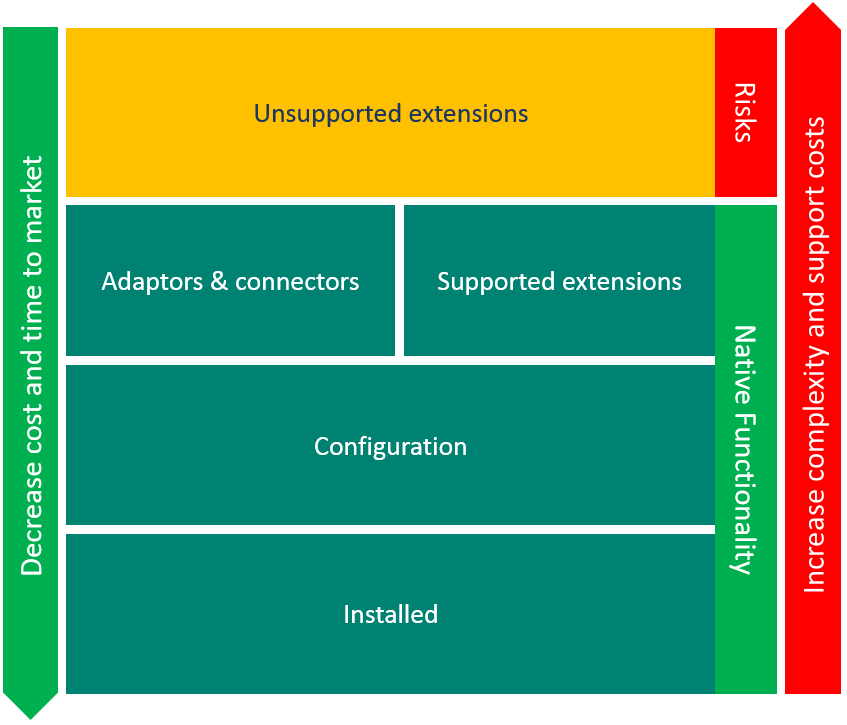 Decrease cost and time to market
Unsupported extensions
Risks
Adaptors & connectors
Supported extensions
Configuration
Installed
Native Functionality
Increase complexity and support costs